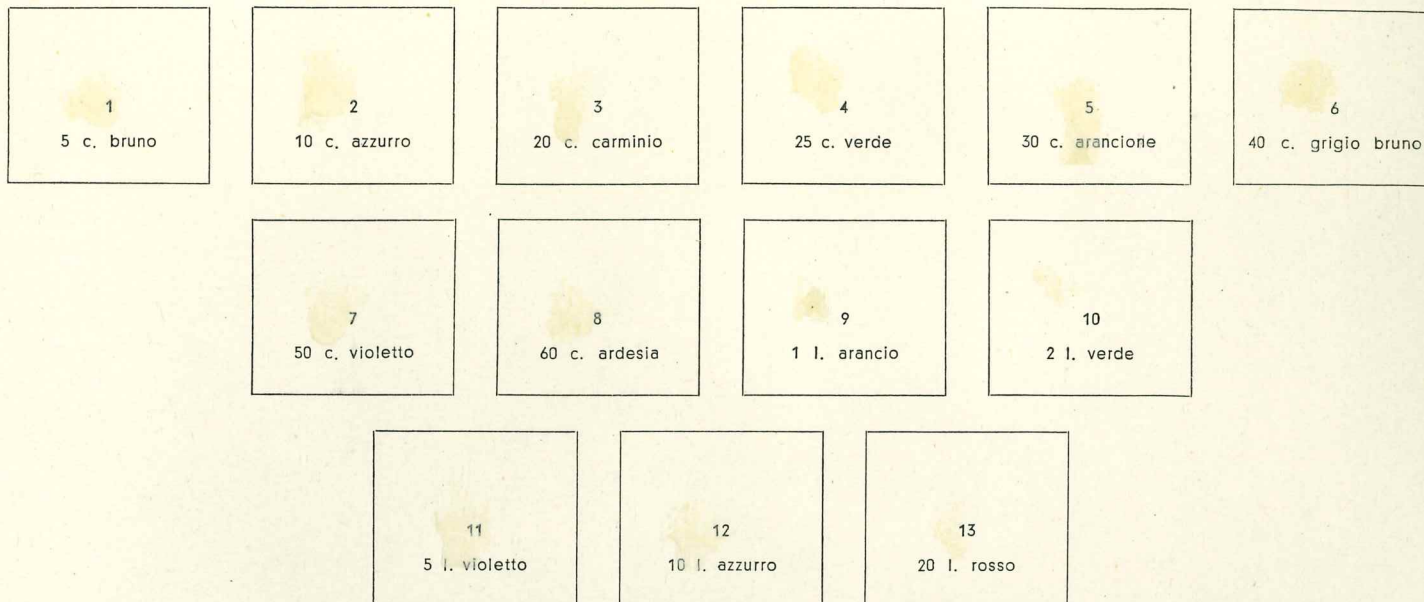 1
5 c. bruno
2
10 c. azzurro
3
20 c. carminio
4
25 c. verde
5
30 c. arancione
6
40 c. grigio bruno
7
50 c. violetto
8
60 c. ardesia
9
1 l. arancio
10
2 l. verde
11
5 l. violetto
12
10 l. azzurro
13
20 l. rosso